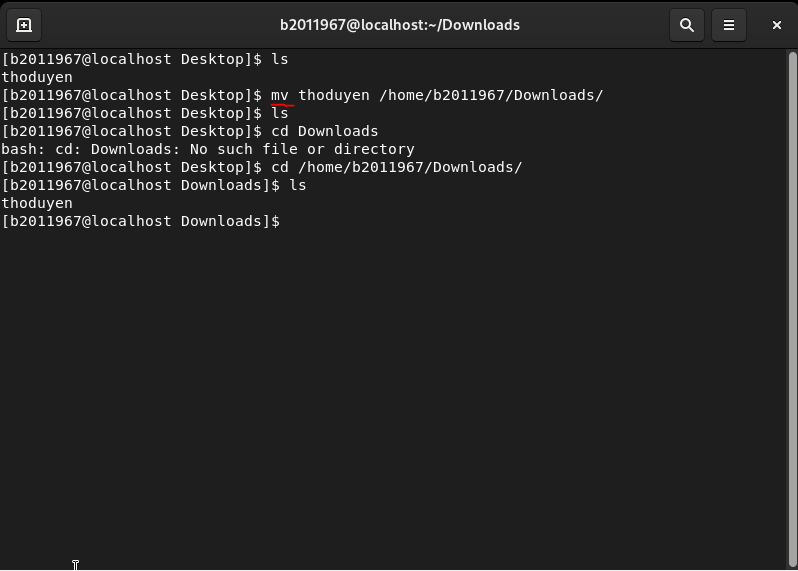 b2011967@localhost:~/Downloads
[b2011967@localhost Desktop]$ ls
thoduyen
[b2011967@localhost Desktop]$ mv thoduyen /home/b2011967/Downloads/
[b2011967@localhost Desktop]$ ls
[b2011967@localhost Desktop]$ cd Downloads
bash: cd: Downloads: No such file or directory
[b2011967@localhost Desktop]$ cd /home/b2011967/Downloads/
[b2011967@localhost Downloads]$ ls
thoduyen
[b2011967@localhost Downloads]$